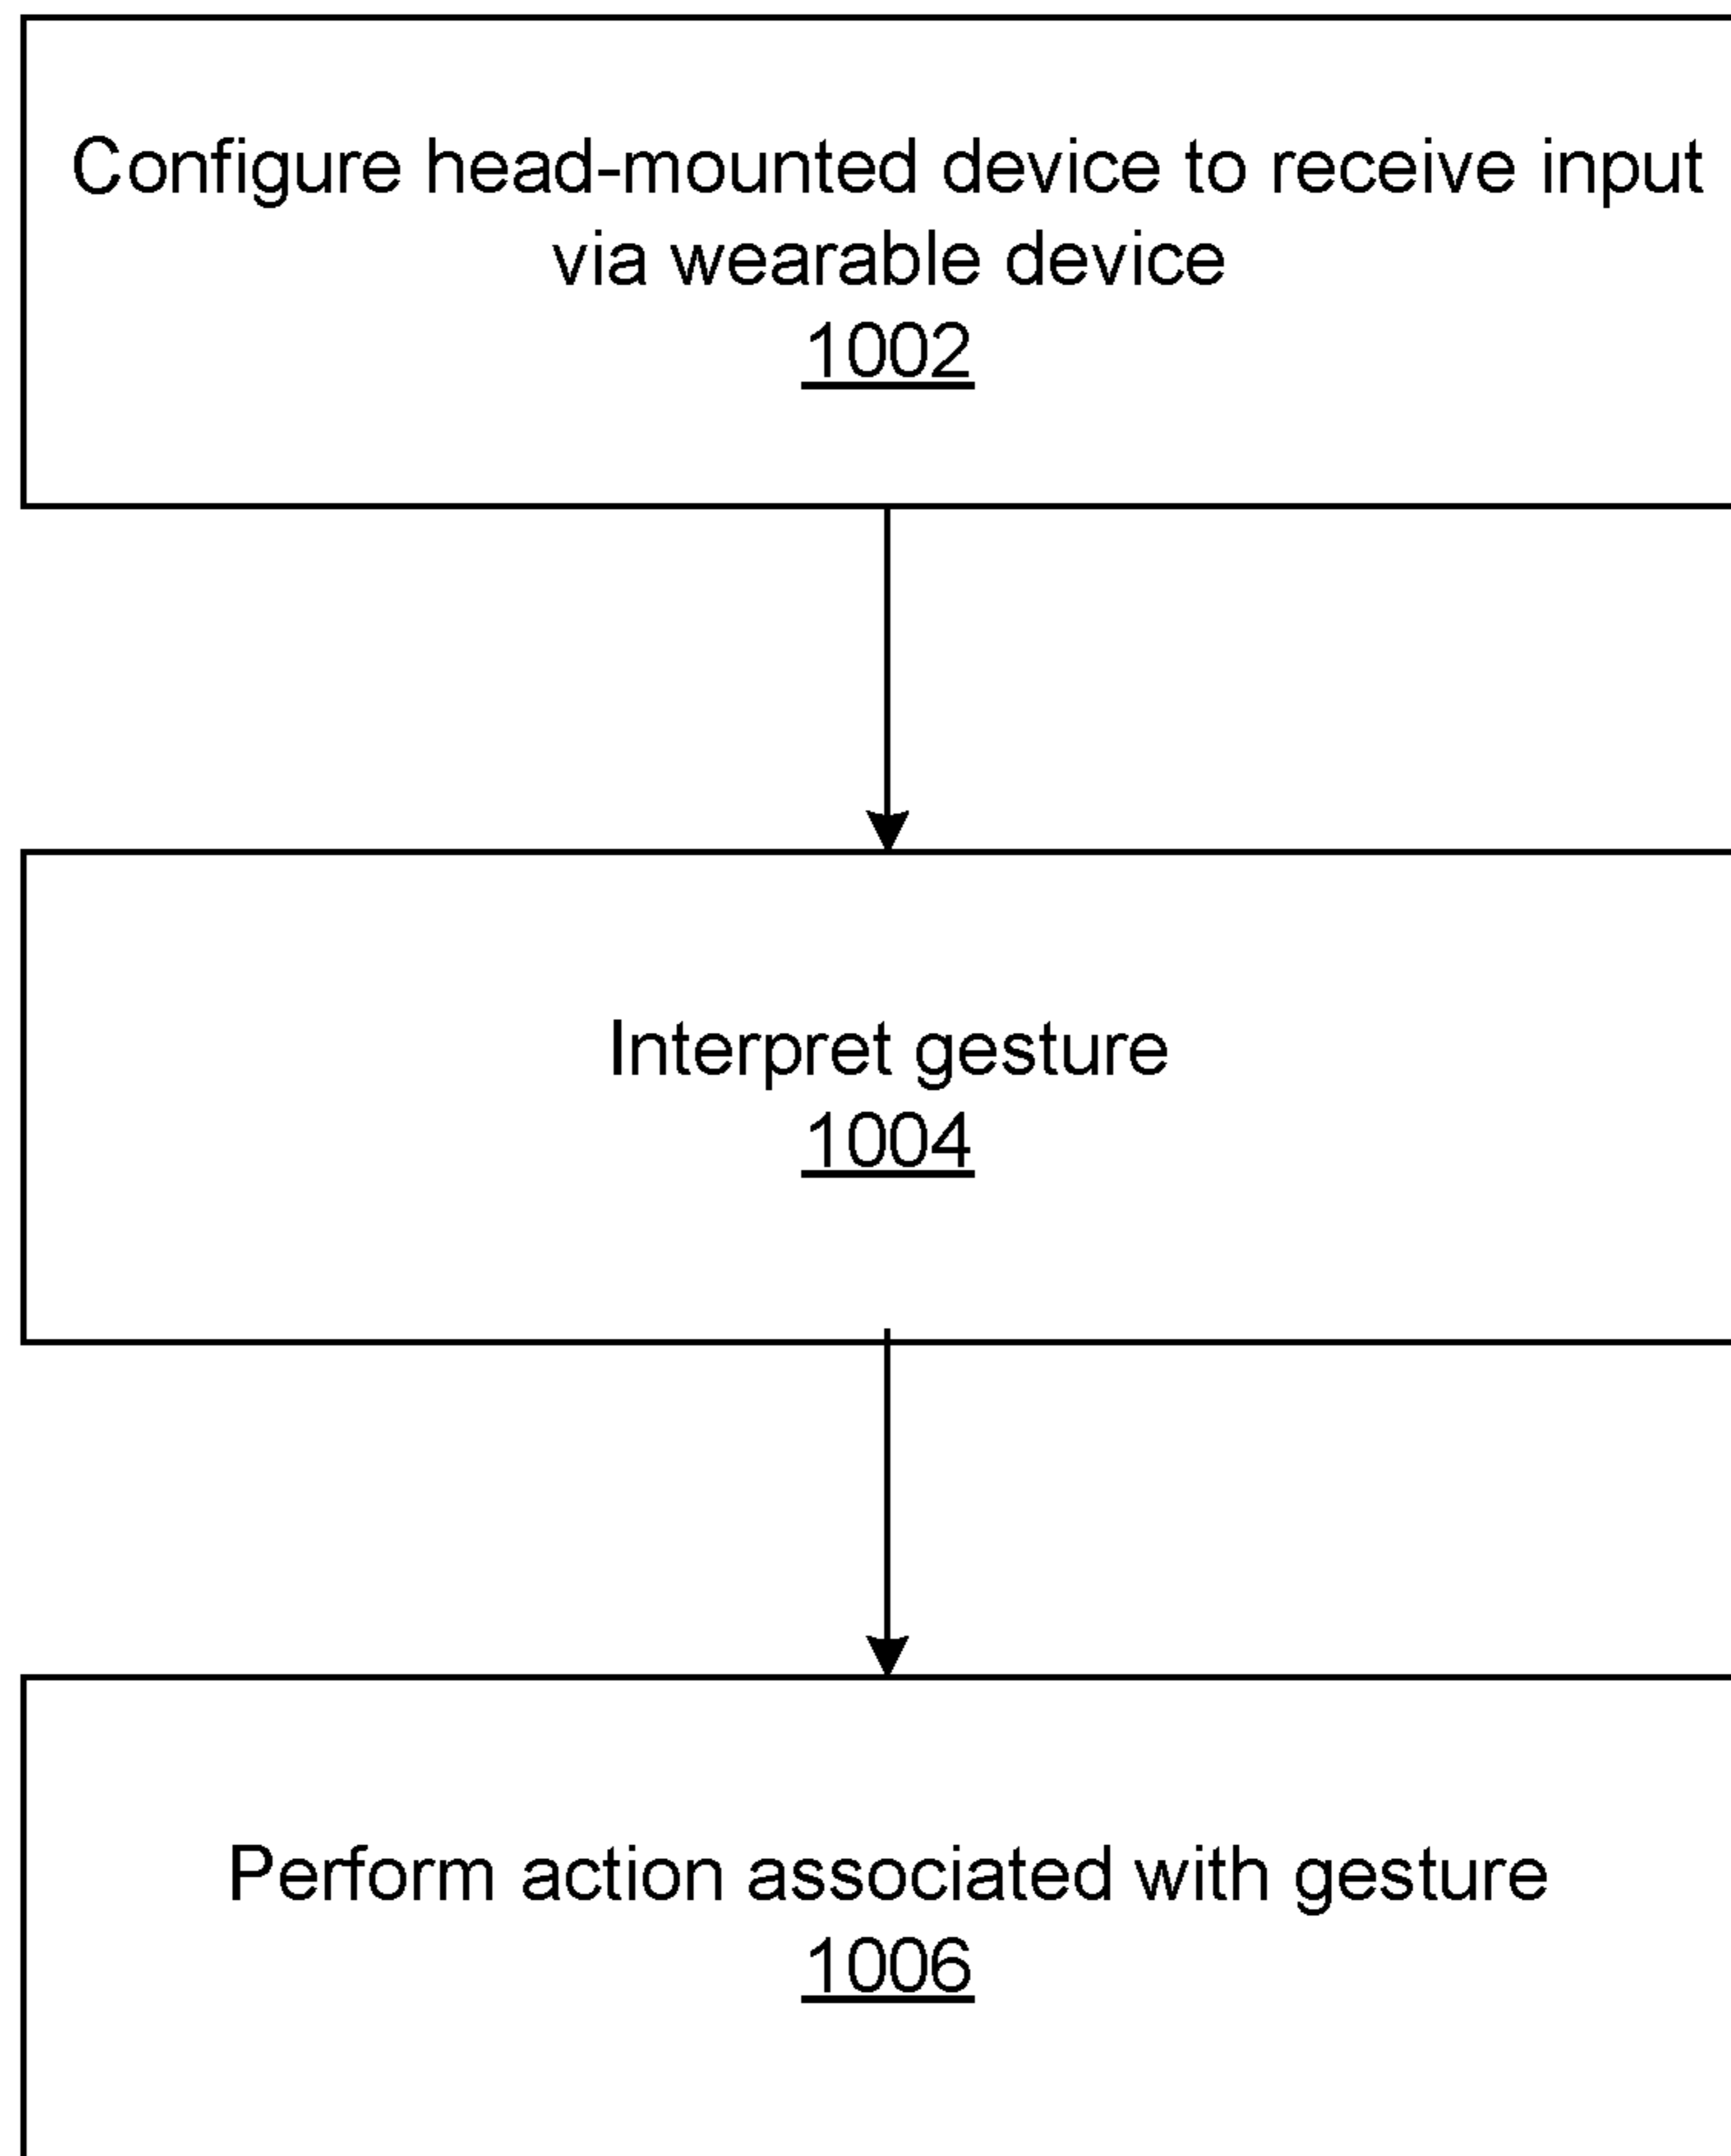 Configure head-mounted device to receive input
via wearable device
1002
Interpret gesture
1004
Perform action associated with gesture
1006